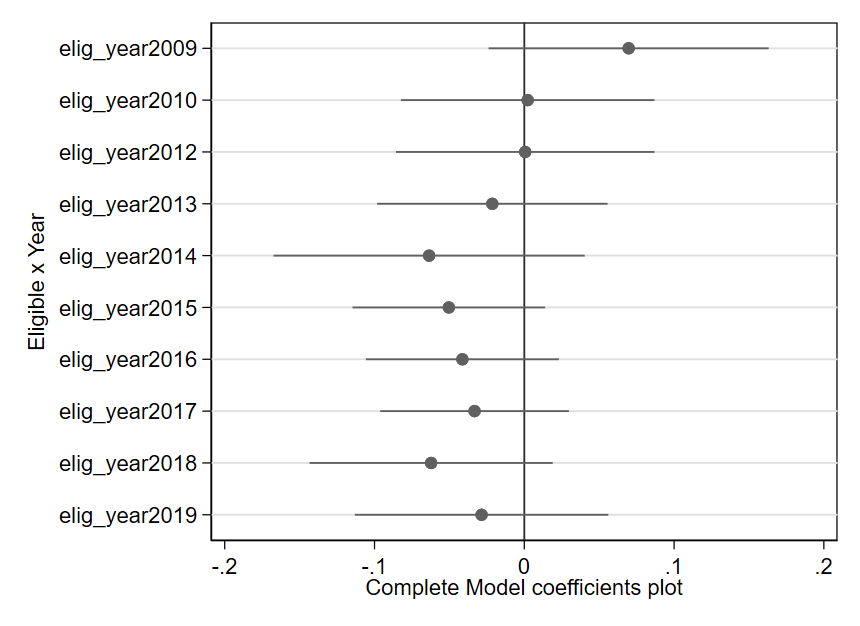 Eligible x Year
elig_year2009
elig_year2010
elig_year2012
elig_year2013
elig_year2014
elig_year2015
elig_year2016
elig_year2017
elig_year2018
elig_year2019
-.2 -.1 0 .1 .2
Complete Model coefficients plot